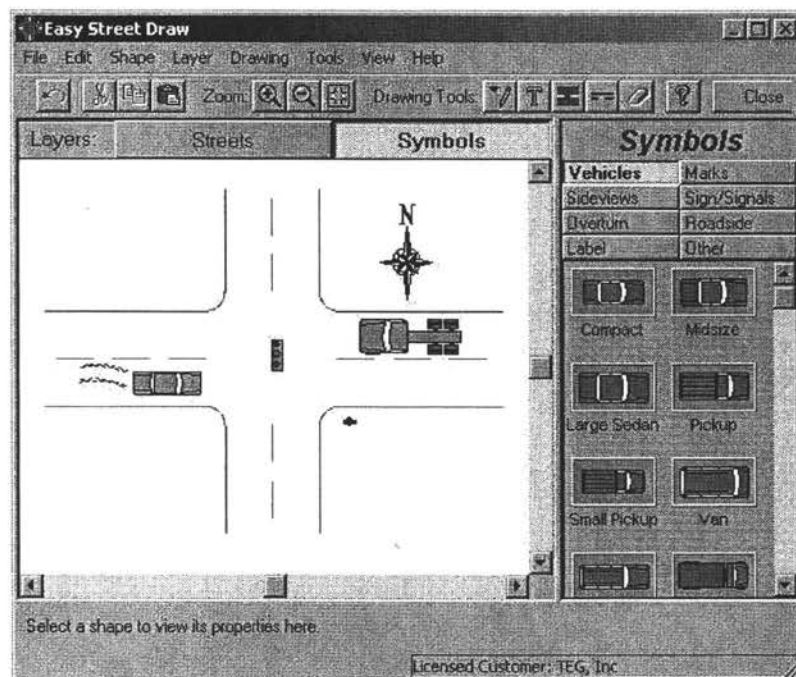 Easy Street Draw
File Edit Shape Layer Drawing Tools View Help
Zoom: Drawing Tools: T ? Close
Layers: Streets Symbols
N
Symbols
Vehicles Marks
Sideviews Sign/Signals
Overturn Roadside
Label Other
Compact Midsize
Large Sedan Pickup
Small Pickup Van
Select a shape to view its properties here.
Licensed Customer: TEG, Inc